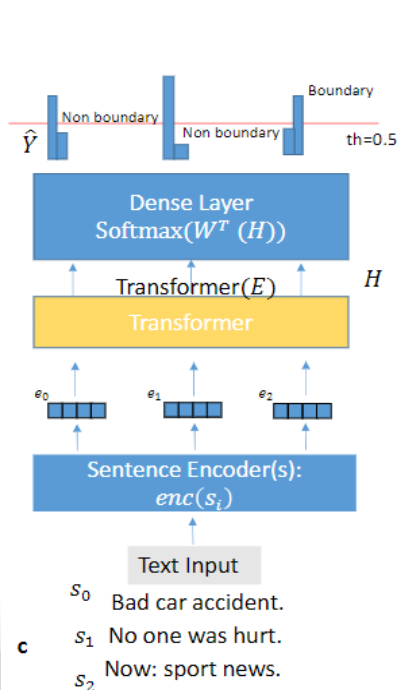 Boundary
Non boundary
Non boundary
Ŷ
th=0.5
Dense Layer
Softmax(Wᵀ (H))
H
Transformer(E)
Transformer
e₀ e₁ e₂
Sentence Encoder(s):
enc(sᵢ)
Text Input
s₀ Bad car accident.
c s₁ No one was hurt.
s₂ Now: sport news.